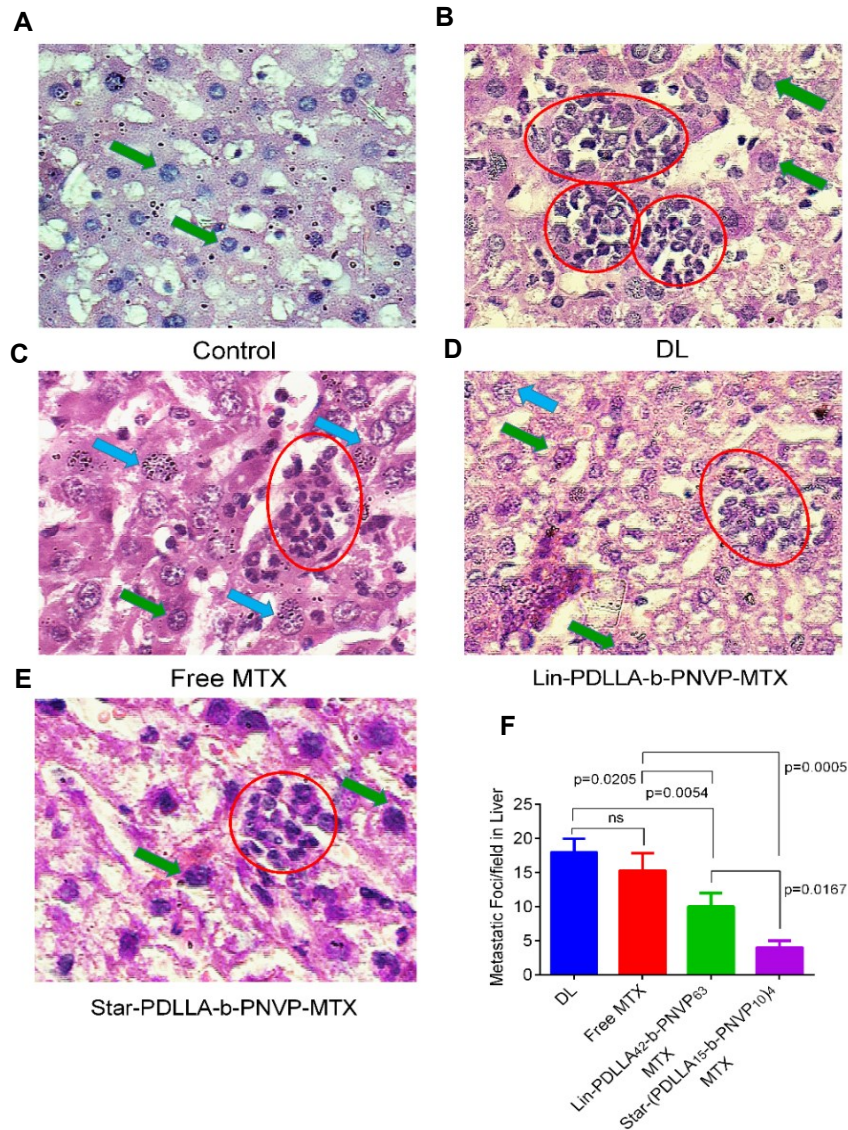 A
B
Control
DL
C
D
Free MTX
Lin-PDLLA-b-PNVP-MTX
E
Star-PDLLA-b-PNVP-MTX
F
Metastatic Foci/field in Liver
25
20
15
10
5
0
p=0.0005
p=0.0205
p=0.0054
ns
p=0.0167
DL
Free MTX
Lin-PDLLA42-b-PNVP63
MTX
Star-(PDLLA15-b-PNVP10)4
MTX